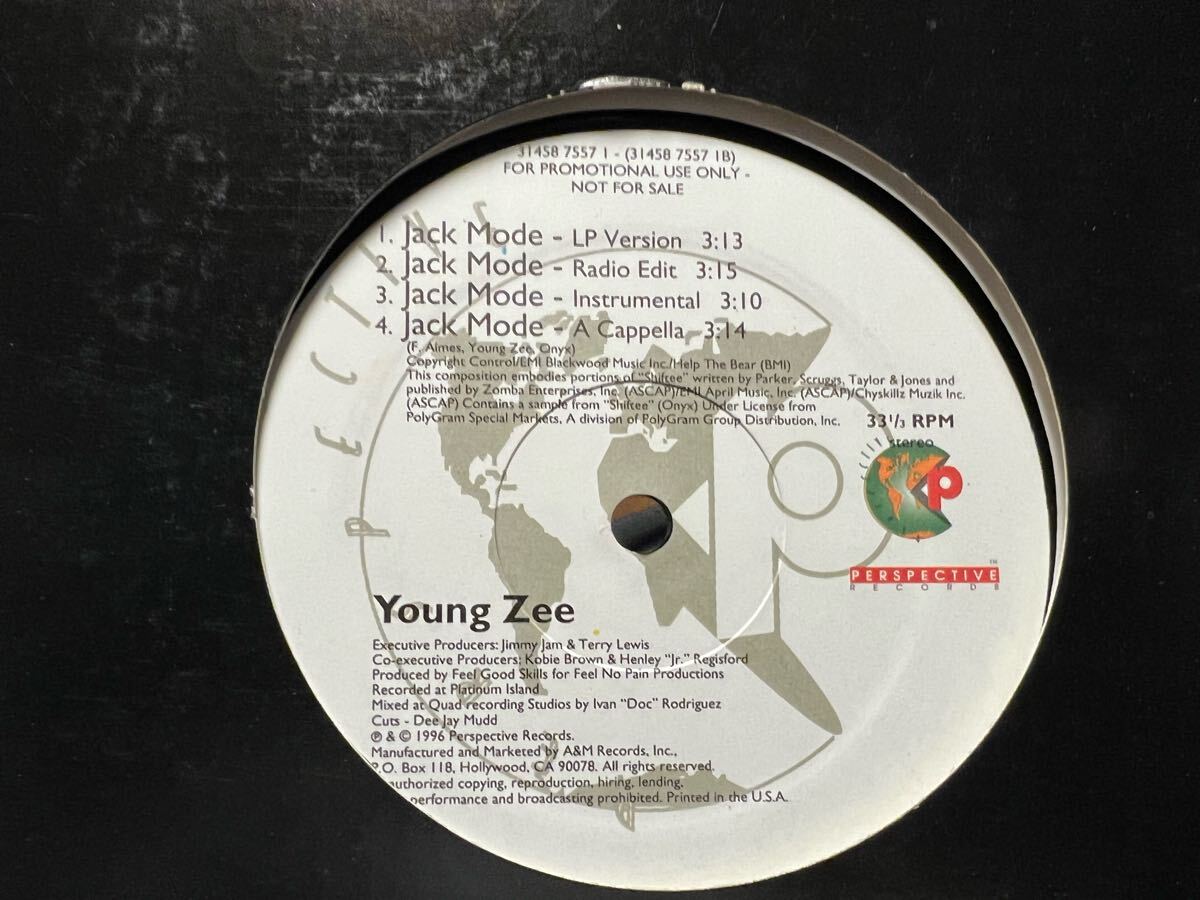 31458 7557 1 - (31458 7557 1B)
FOR PROMOTIONAL USE ONLY -
NOT FOR SALE
1. Jack Mode - LP Version 3:13
2. Jack Mode - Radio Edit 3:15
3. Jack Mode - Instrumental 3:10
4. Jack Mode - A Cappella 3:14
(F. Aimes, Young Zee, Onyx)
Copyright Control/EMI Blackwood Music Inc./Help The Bear (BMI)
This composition embodies portions of "Shiftee" written by Parker, Scruggs, Taylor & Jones and
published by Zomba Enterprises, Inc. (ASCAP)/EMI April Music, Inc. (ASCAP)/Chyskillz Muzik Inc.
(ASCAP) Contains a sample from "Shiftee" (Onyx) Under License from
PolyGram Special Markets, A division of PolyGram Group Distribution, Inc.
33 1/3 RPM
stereo
P
PERSPECTIVE
RECORDS
TM
Young Zee
Executive Producers: Jimmy Jam & Terry Lewis
Co-executive Producers: Kobie Brown & Henley "Jr." Regisford
Produced by Feel Good Skills for Feel No Pain Productions
Recorded at Platinum Island
Mixed at Quad recording Studios by Ivan "Doc" Rodriguez
Cuts - Dee Jay Mudd
℗ & © 1996 Perspective Records.
Manufactured and Marketed by A&M Records, Inc.,
P.O. Box 118, Hollywood, CA 90078. All rights reserved.
authorized copying, reproduction, hiring, lending,
performance and broadcasting prohibited. Printed in the U.S.A.